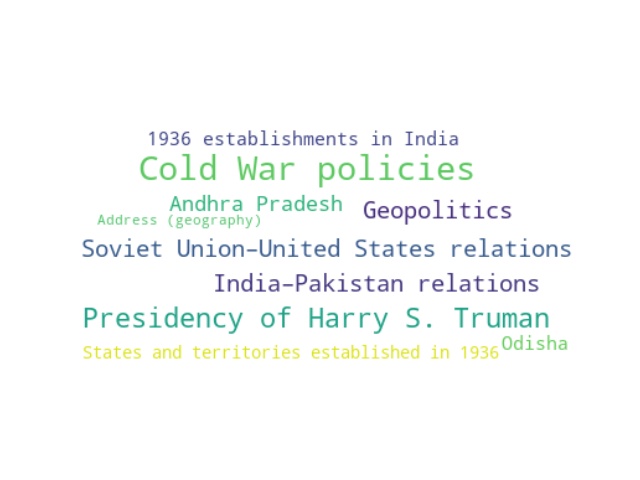 1936 establishments in India
Cold War policies
Andhra Pradesh
Geopolitics
Address (geography)
Soviet Union–United States relations
India–Pakistan relations
Presidency of Harry S. Truman
Odisha
States and territories established in 1936